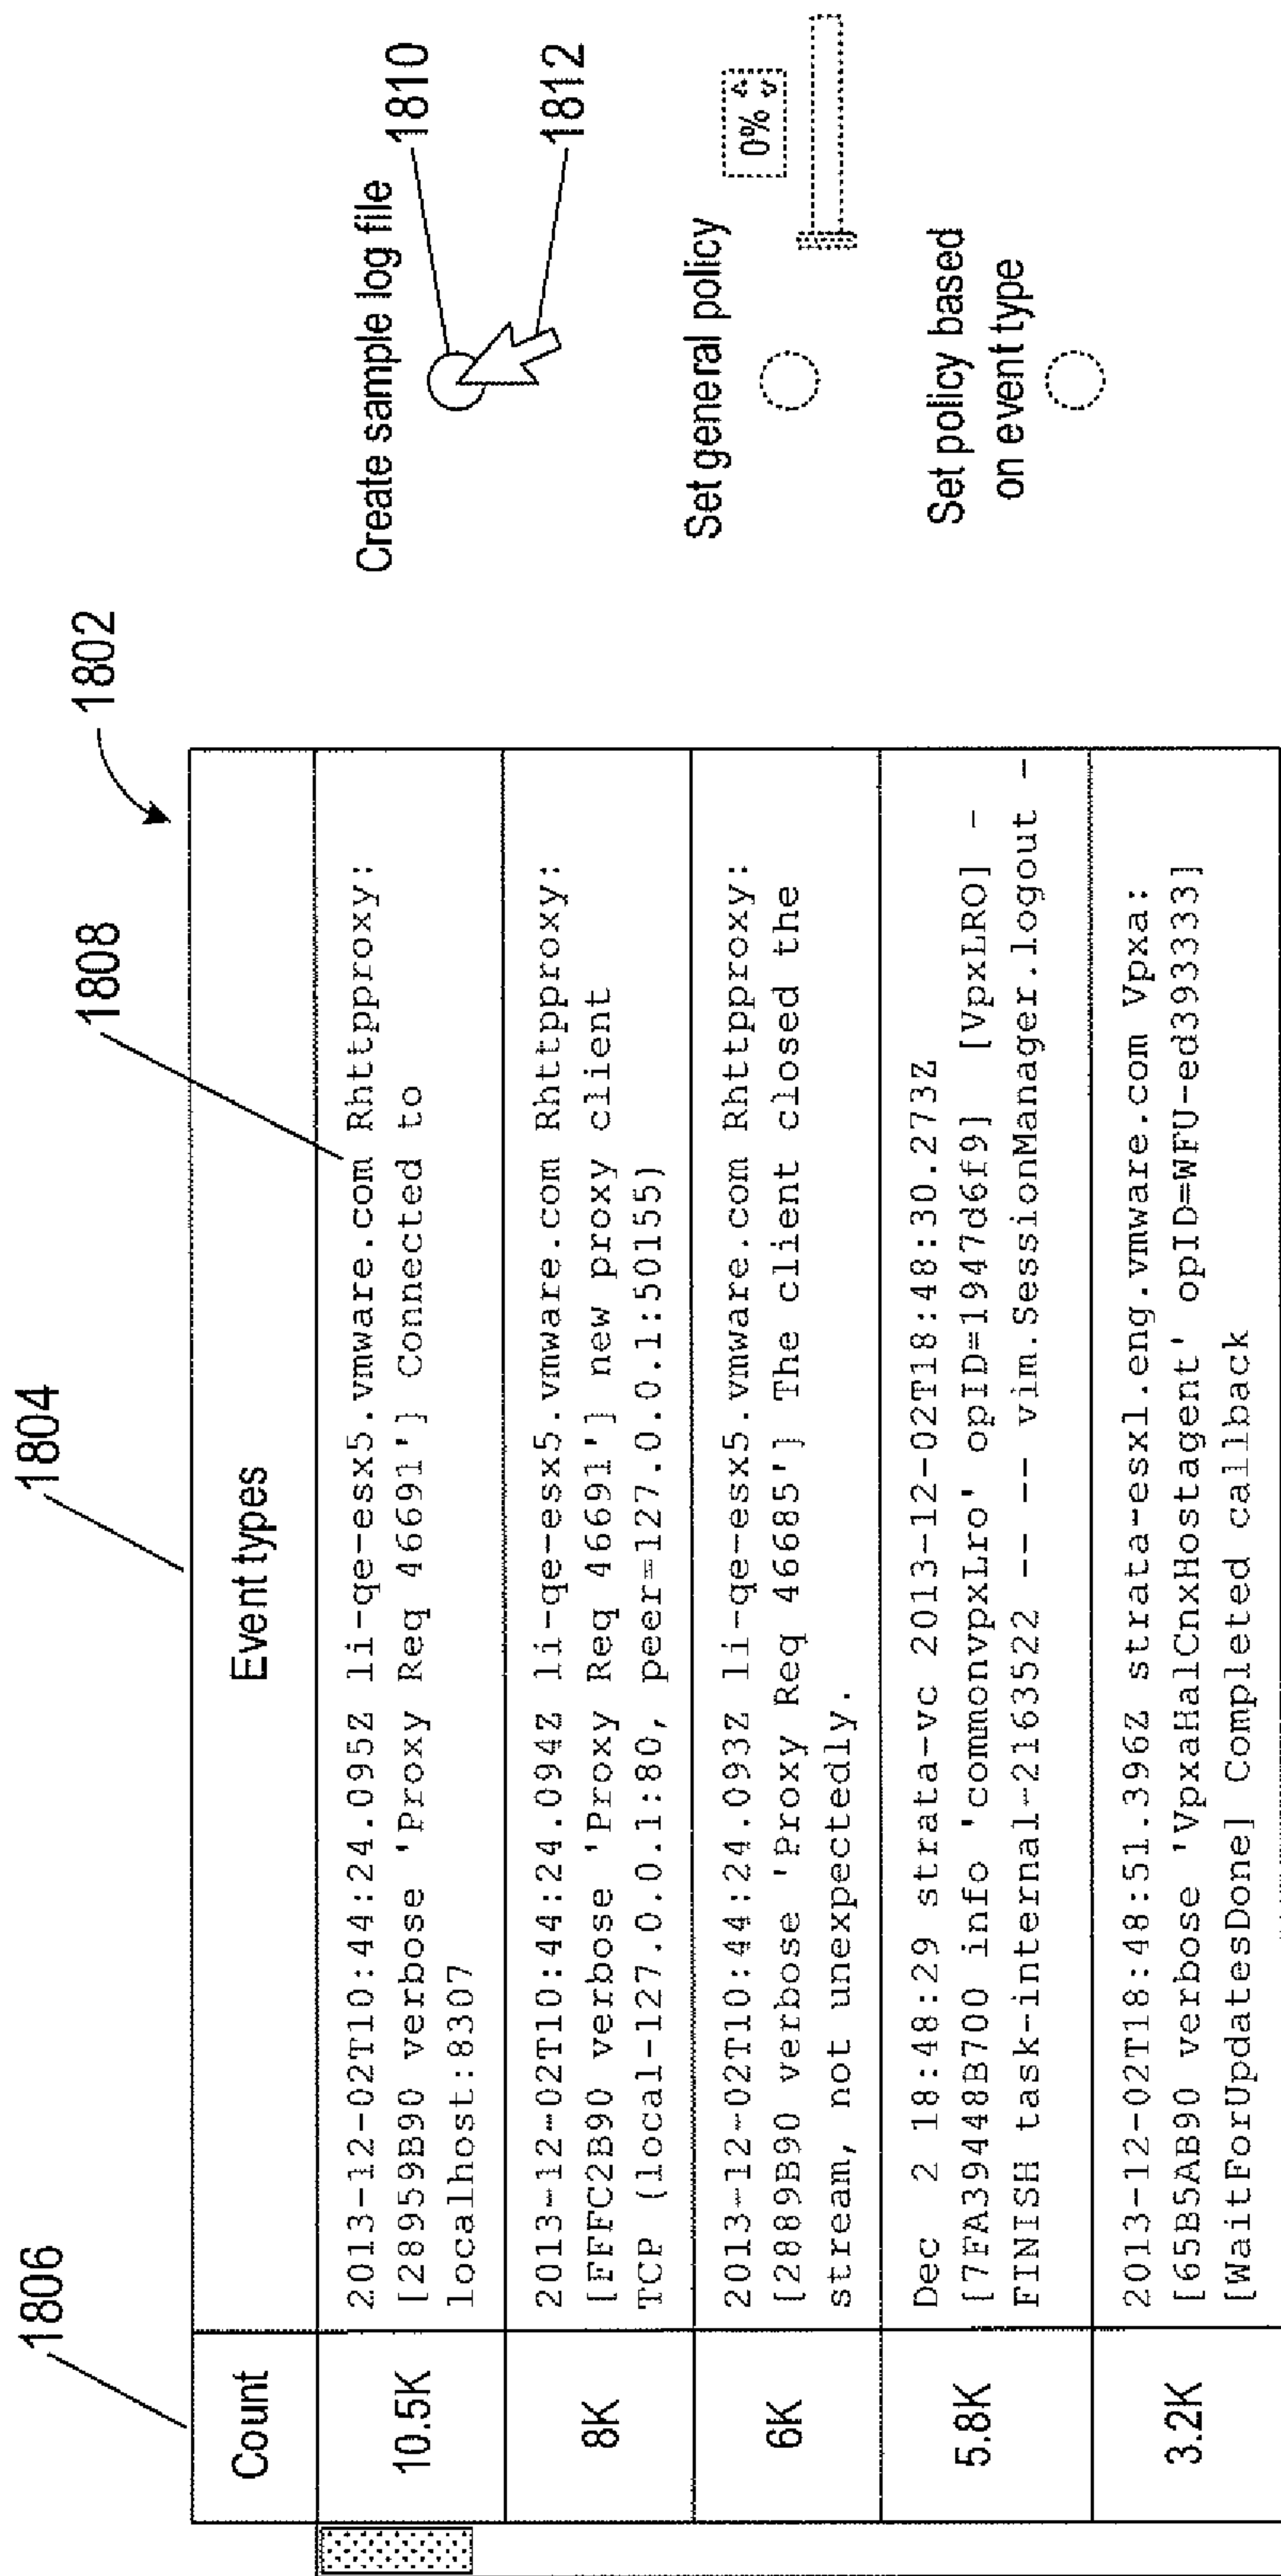 1806
1804
1808
1802
Count
Event types
10.5K
2013-12-02T10:44:24.095Z li-qe-esx5.vmware.com Rhttpproxy:
[28959B90 verbose 'Proxy Req 46691'] Connected to
localhost:8307
8K
2013-12-02T10:44:24.094Z li-qe-esx5.vmware.com Rhttpproxy:
[FFFC2B90 verbose 'Proxy Req 46691'] new proxy client
TCP (local-127.0.0.1:80, peer=127.0.0.1:50155)
6K
2013-12-02T10:44:24.093Z li-qe-esx5.vmware.com Rhttpproxy:
[2889B90 verbose 'Proxy Req 46685'] The client closed the
stream, not unexpectedly.
5.8K
Dec 2 18:48:29 strata-vc 2013-12-02T18:48:30.273Z
[7FA39448B700 info 'commonvpxLro' opID=1947d6f9] [VpxLRO] -
FINISH task-internal-2163522 -- -- vim.SessionManager.logout -
3.2K
2013-12-02T18:48:51.396Z strata-esx1.eng.vmware.com Vpxa:
[65B5AB90 verbose 'VpxaHalCnxHostagent' opID=WFU-ed393333]
[WaitForUpdatesDone] Completed callback
Create sample log file
1810
1812
Set general policy
0%
Set policy based
on event type